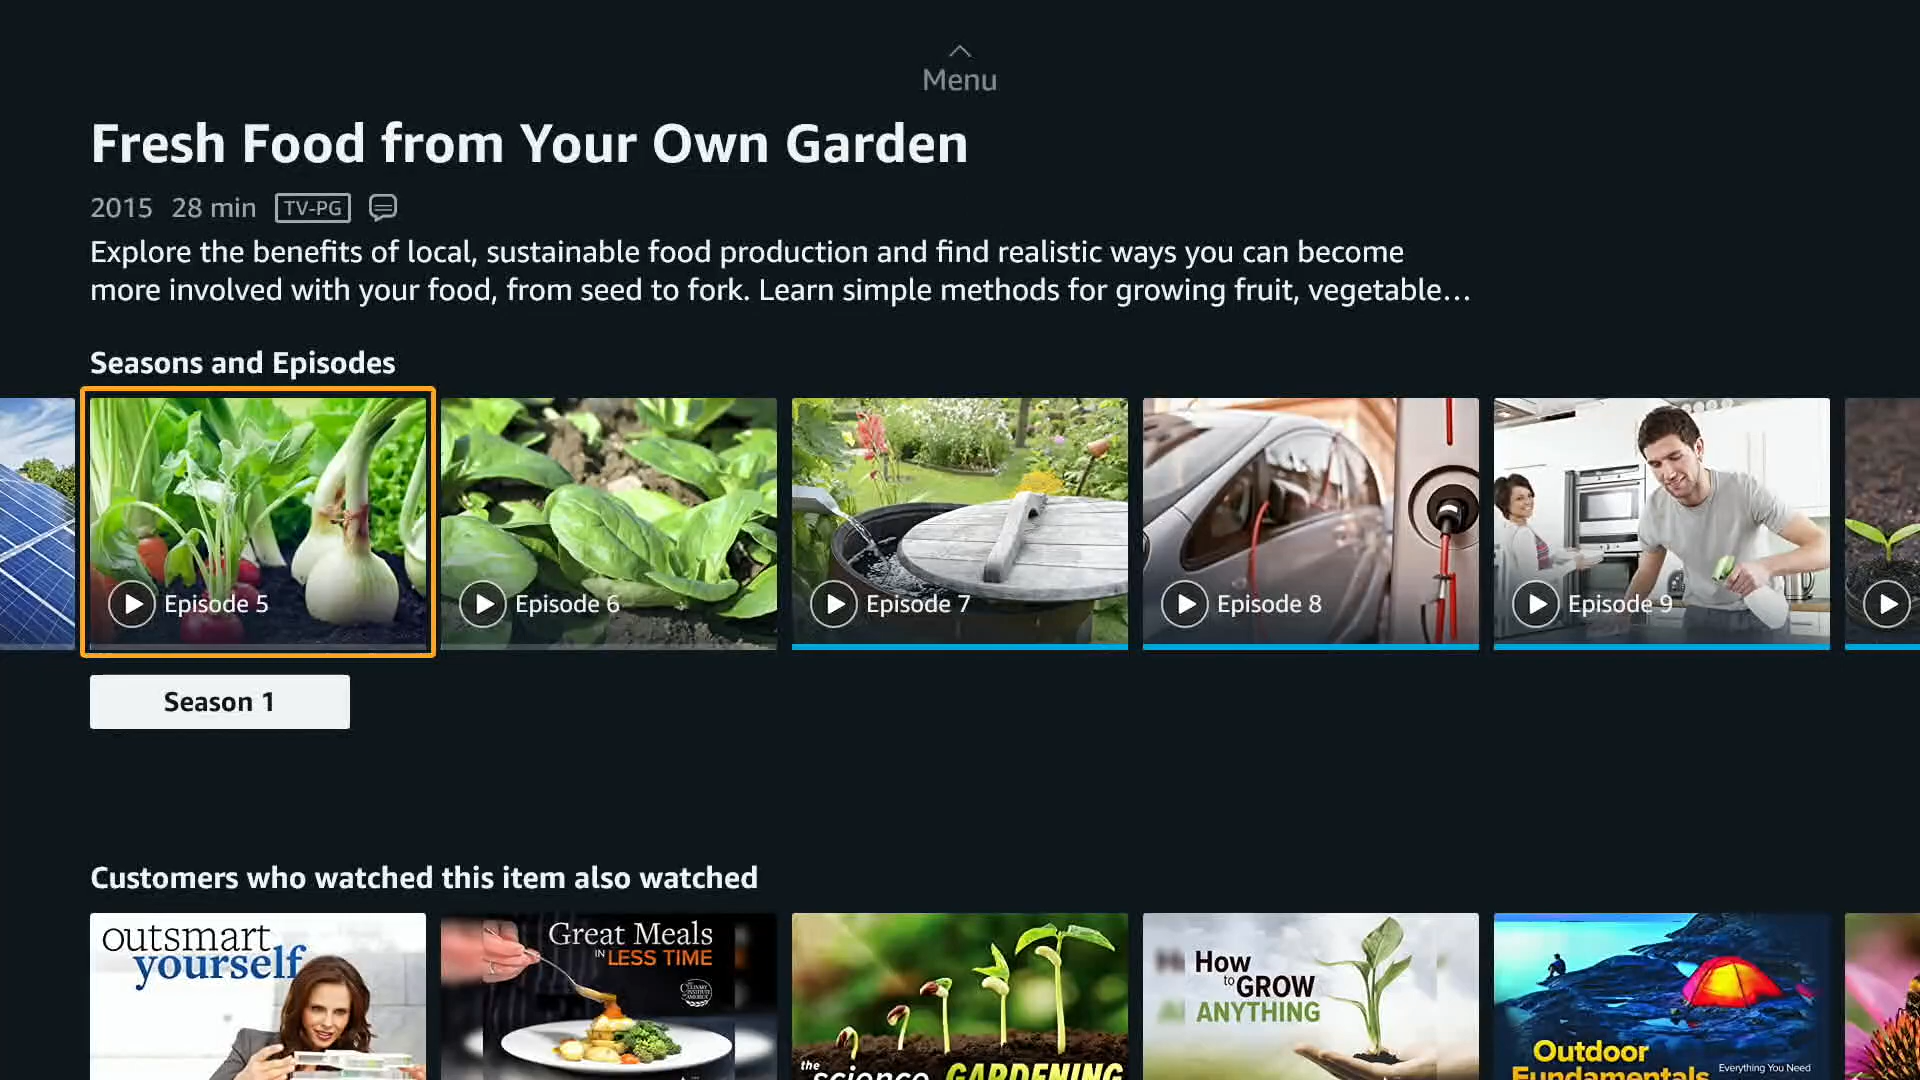 Menu
Fresh Food from Your Own Garden
2015 28 min TV-PG
Explore the benefits of local, sustainable food production and find realistic ways you can become
more involved with your food, from seed to fork. Learn simple methods for growing fruit, vegetable…
Seasons and Episodes
Episode 5
Episode 6
Episode 7
Episode 8
Episode 9
Season 1
Customers who watched this item also watched
outsmart
yourself
Great Meals
IN LESS TIME
CULINARY
INSTITUTE
AMERICA
the
science GARDENING
How
to GROW
ANYTHING
Outdoor
Fundamentals
Everything You Need